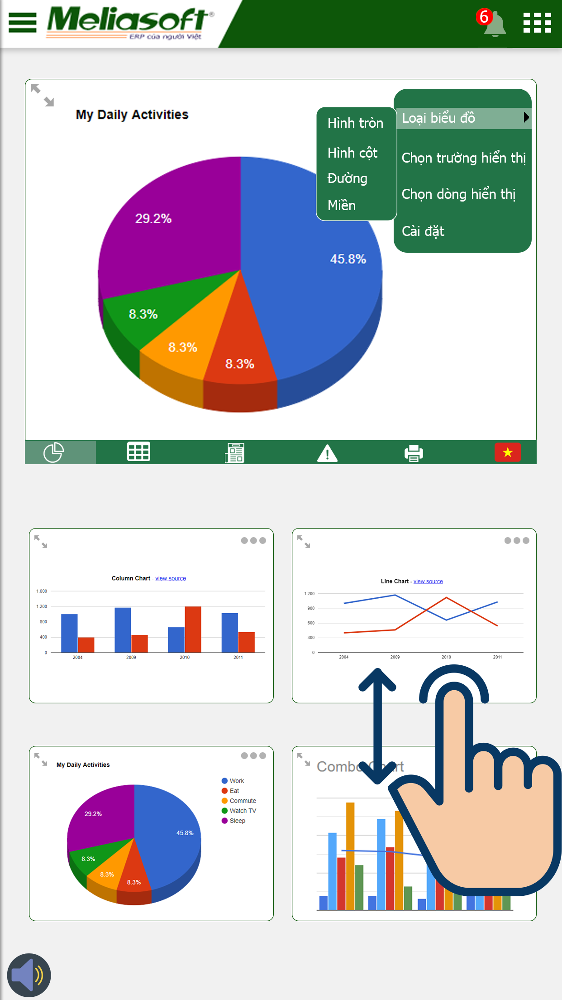 Meliasoft®
ERP của người Việt
6
My Daily Activities
Hình tròn
Hình cột
Đường
Miền
Loại biểu đồ
Chọn trường hiển thị
Chọn dòng hiển thị
Cài đặt
29.2%
45.8%
8.3%
8.3%
8.3%
Column Chart - view source
1.600
1.200
800
400
0
2004
2009
2010
2011
Line Chart - view source
1.200
900
600
300
0
2004
2009
2010
2011
My Daily Activities
Work
Eat
Commute
Watch TV
Sleep
29.2%
45.8%
8.3%
8.3%
8.3%
Combo Chart